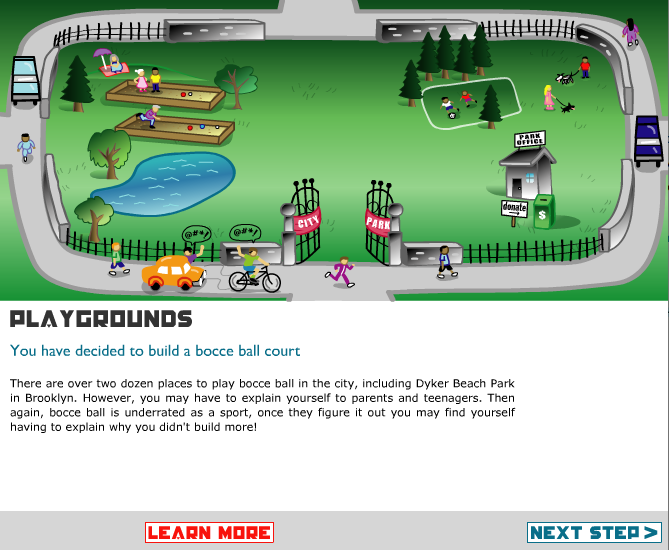 PARK
OFFICE
donate
$
CITY
PARK
@#*!
@#*!
PLAYGROUNDS
You have decided to build a bocce ball court
There are over two dozen places to play bocce ball in the city, including Dyker Beach Park
in Brooklyn. However, you may have to explain yourself to parents and teenagers. Then
again, bocce ball is underrated as a sport, once they figure it out you may find yourself
having to explain why you didn't build more!
LEARN MORE
NEXT STEP >